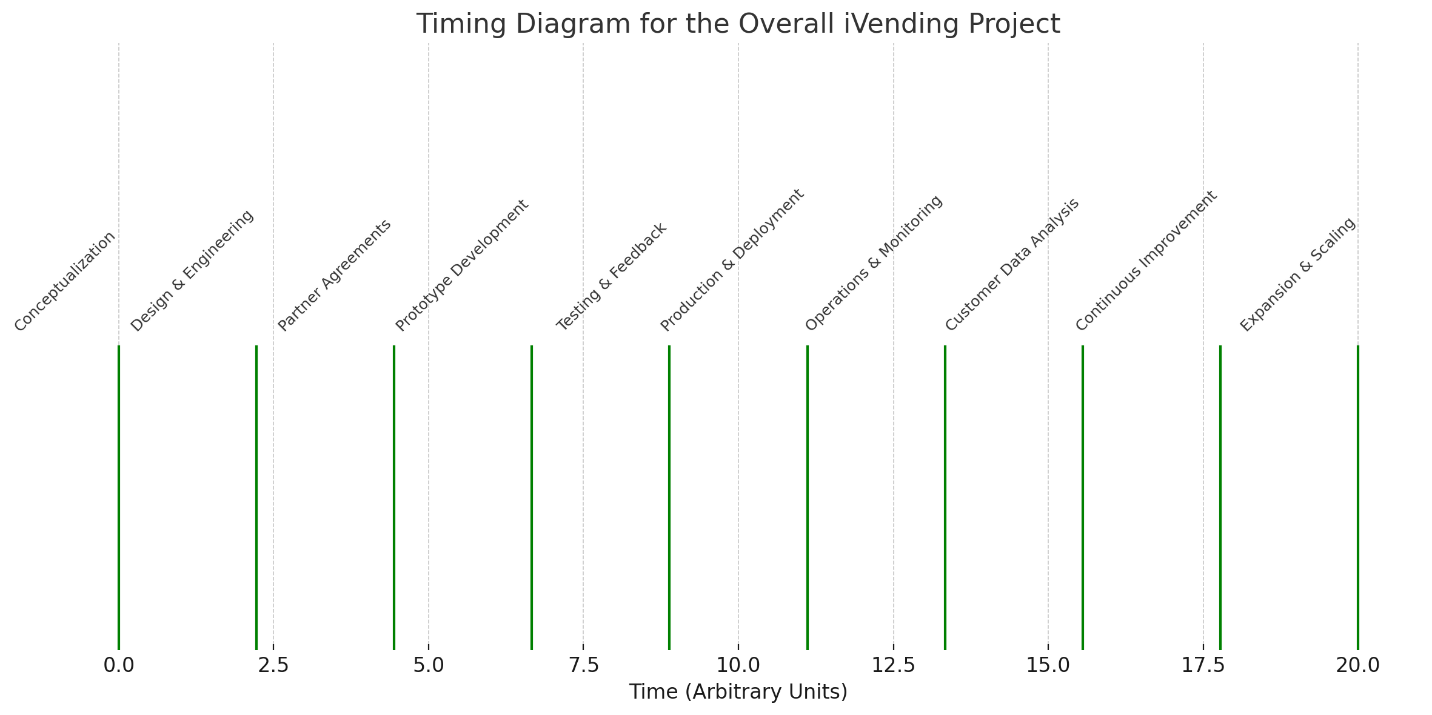 Timing Diagram for the Overall iVending Project
Conceptualization
Design & Engineering
Partner Agreements
Prototype Development
Testing & Feedback
Production & Deployment
Operations & Monitoring
Customer Data Analysis
Continuous Improvement
Expansion & Scaling
0.0 2.5 5.0 7.5 10.0 12.5 15.0 17.5 20.0
Time (Arbitrary Units)